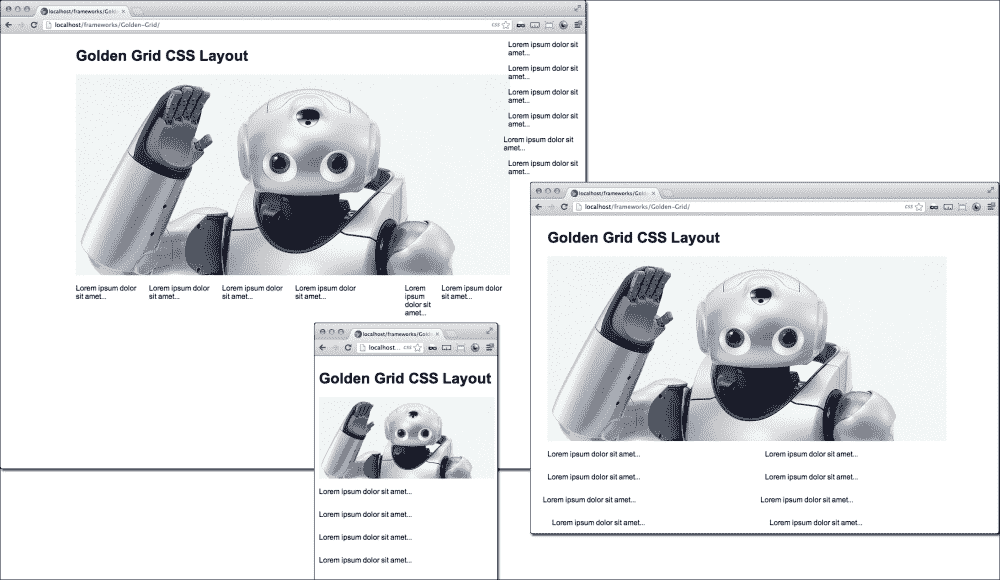 localhost/frameworks/Gold
localhost/frameworks/Golden-Grid/
CSS
Golden Grid CSS Layout
Lorem ipsum dolor sit
amet...
Lorem ipsum dolor sit
amet...
Lorem ipsum dolor sit
amet...
Lorem ipsum dolor sit
amet...
Lorem ipsum dolor sit
amet...
Lorem ipsum dolor sit
amet...
Lorem ipsum dolor
sit amet...
Lorem ipsum dolor
sit amet...
Lorem ipsum dolor
sit amet...
Lorem ipsum dolor
sit amet...
Lorem
ipsum
dolor sit
amet...
Lorem ipsum dolor
sit amet...
localhost/frameworks/Gold
localhost...
CSS
Golden Grid CSS Layout
Lorem ipsum dolor sit amet...
Lorem ipsum dolor sit amet...
Lorem ipsum dolor sit amet...
Lorem ipsum dolor sit amet...
localhost/frameworks/Gold
localhost/frameworks/Golden-Grid/
CSS
Golden Grid CSS Layout
Lorem ipsum dolor sit amet...
Lorem ipsum dolor sit amet...
Lorem ipsum dolor sit amet...
Lorem ipsum dolor sit amet...
Lorem ipsum dolor sit amet...
Lorem ipsum dolor sit amet...
Lorem ipsum dolor sit amet...
Lorem ipsum dolor sit amet...